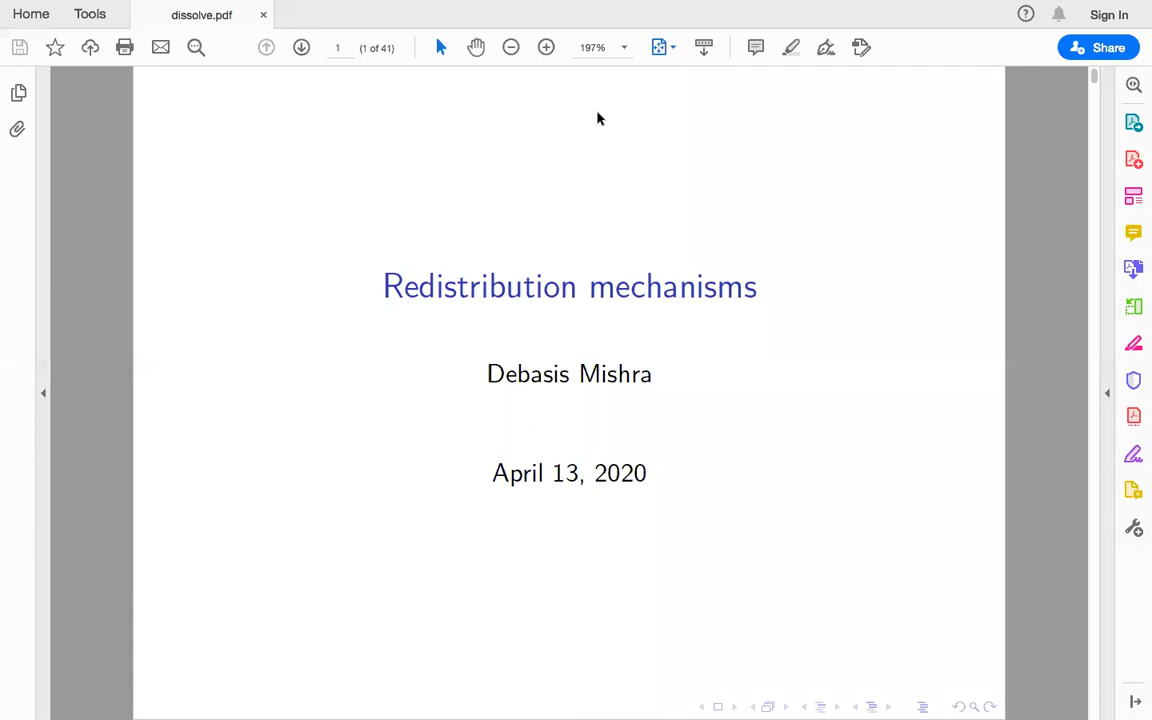 Home Tools dissolve.pdf × ? Sign In
1 (1 of 41) 197% Share
Redistribution mechanisms
Debasis Mishra
April 13, 2020